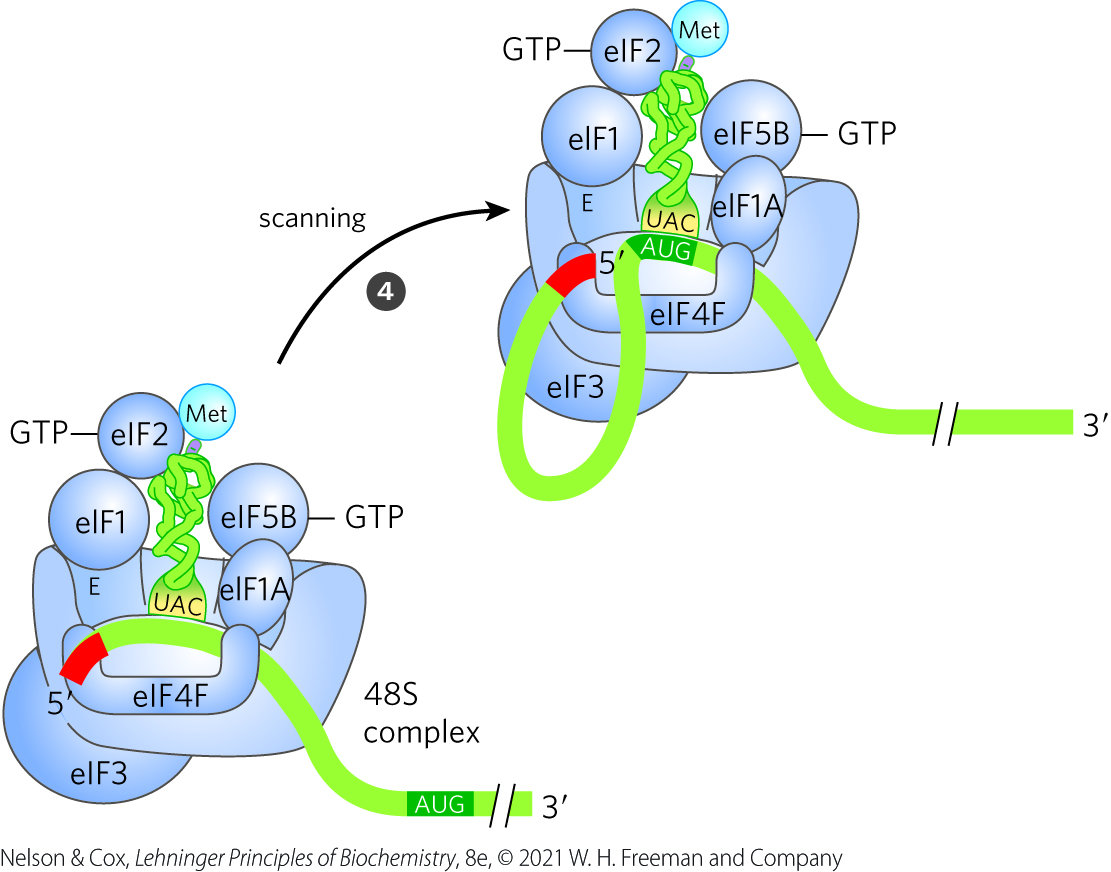 Met
GTP
eIF2
eIF1
eIF5B
GTP
E
eIF1A
UAC
AUG
5′
eIF4F
eIF3
3′
scanning
4
Met
GTP
eIF2
eIF1
eIF5B
GTP
E
eIF1A
UAC
5′
eIF4F
48S
complex
eIF3
AUG
3′
Nelson & Cox, Lehninger Principles of Biochemistry, 8e, © 2021 W. H. Freeman and Company